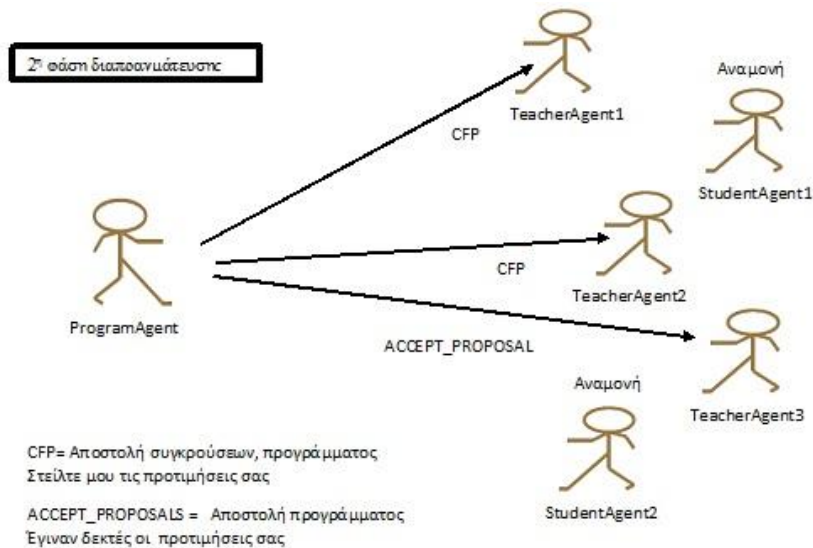 2η φάση διαπραγμάτευσης
TeacherAgent1
Αναμονή
CFP
StudentAgent1
CFP
TeacherAgent2
ProgramAgent
ACCEPT_PROPOSAL
Αναμονή
TeacherAgent3
CFP= Αποστολή συγκρούσεων, προγράμματος
Στείλτε μου τις προτιμήσεις σας
ACCEPT_PROPOSALS = Αποστολή προγράμματος
Έγιναν δεκτές οι προτιμήσεις σας
StudentAgent2